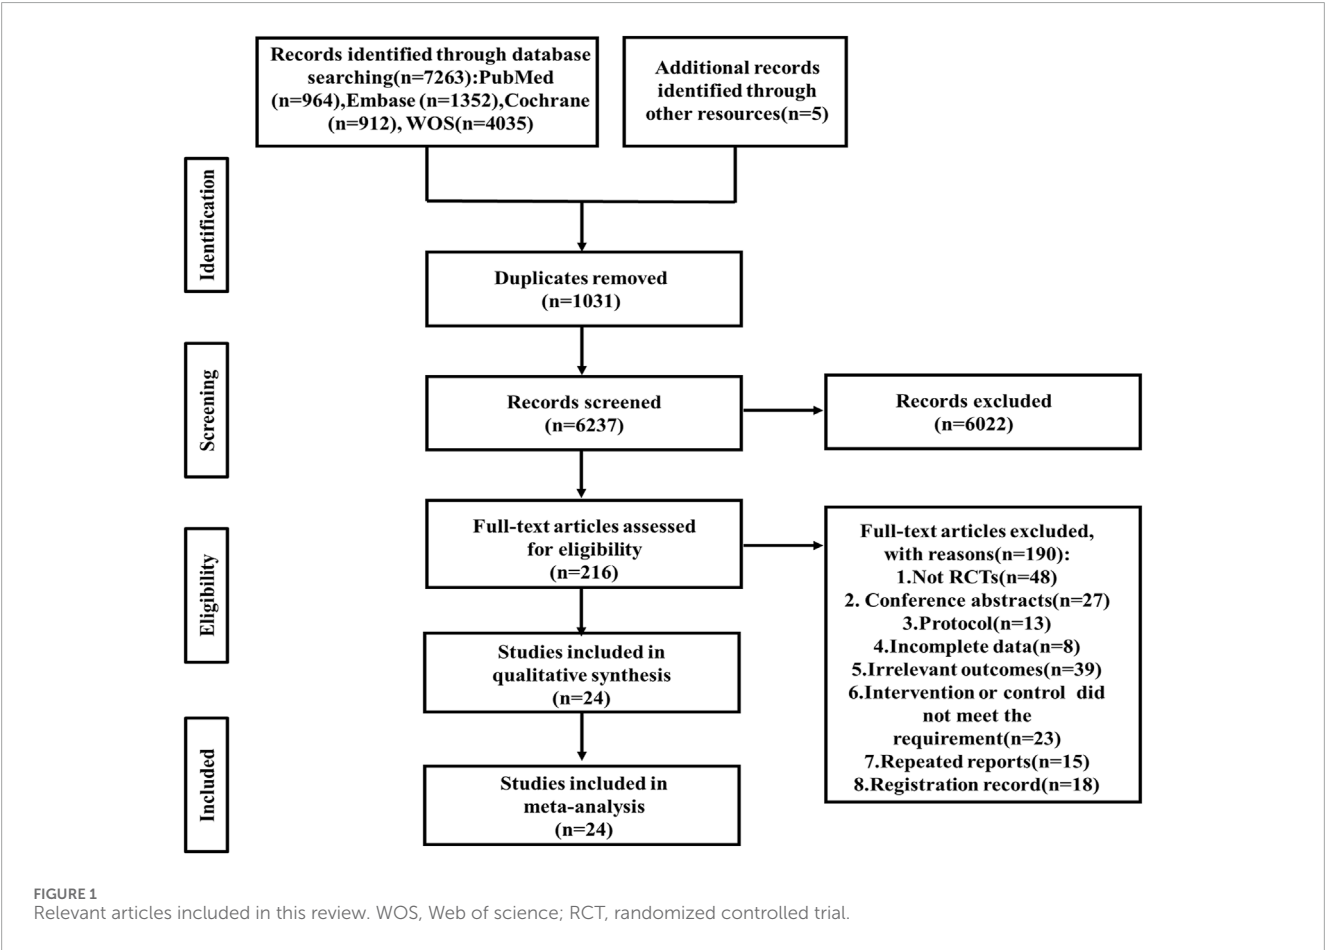 Records identified through database
searching(n=7263):PubMed
(n=964),Embase (n=1352),Cochrane
(n=912), WOS(n=4035)
Additional records
identified through
other resources(n=5)
Identification
Duplicates removed
(n=1031)
Screening
Records screened
(n=6237)
Records excluded
(n=6022)
Eligibility
Full-text articles assessed
for eligibility
(n=216)
Full-text articles excluded,
with reasons(n=190):
1.Not RCTs(n=48)
2. Conference abstracts(n=27)
3.Protocol(n=13)
4.Incomplete data(n=8)
5.Irrelevant outcomes(n=39)
6.Intervention or control did
not meet the
requirement(n=23)
7.Repeated reports(n=15)
8.Registration record(n=18)
Studies included in
qualitative synthesis
(n=24)
Included
Studies included in
meta-analysis
(n=24)
FIGURE 1
Relevant articles included in this review. WOS, Web of science; RCT, randomized controlled trial.